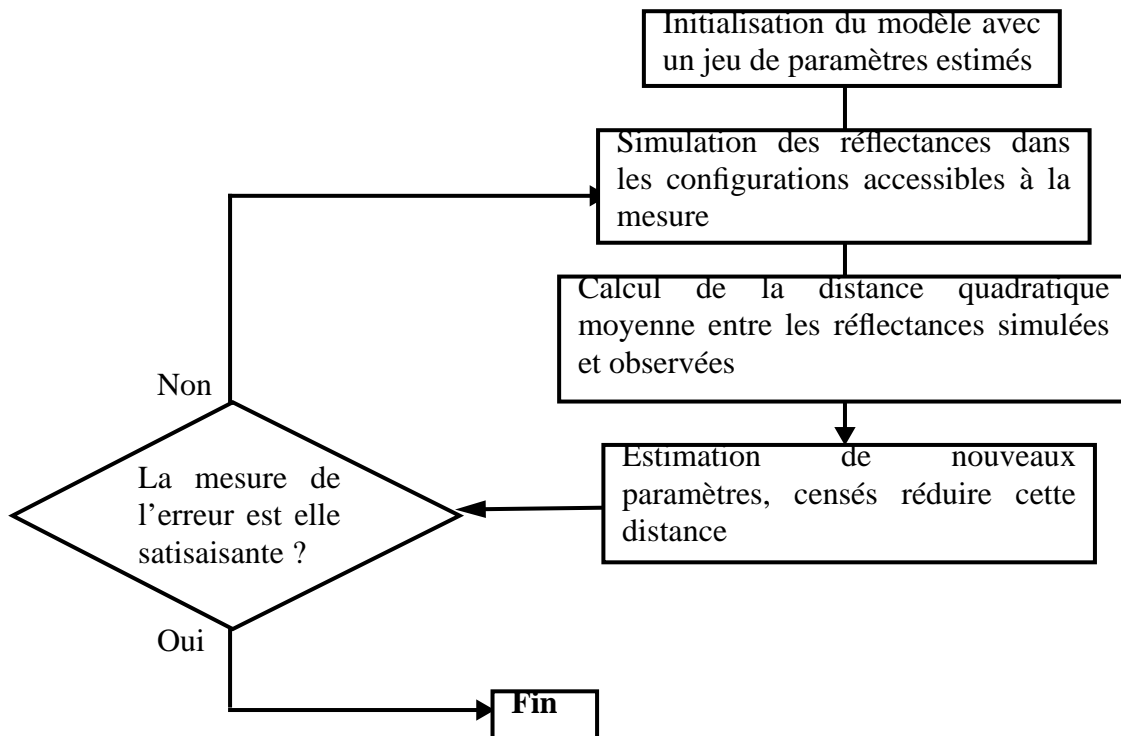 Initialisation du modèle avec
un jeu de paramètres estimés
Simulation des réflectances dans
les configurations accessibles à la
mesure
Calcul de la distance quadratique
moyenne entre les réflectances simulées
et observées
Non
Estimation de nouveaux
paramètres, censés réduire cette
distance
La mesure de
l’erreur est elle
satisaisante ?
Oui
Fin